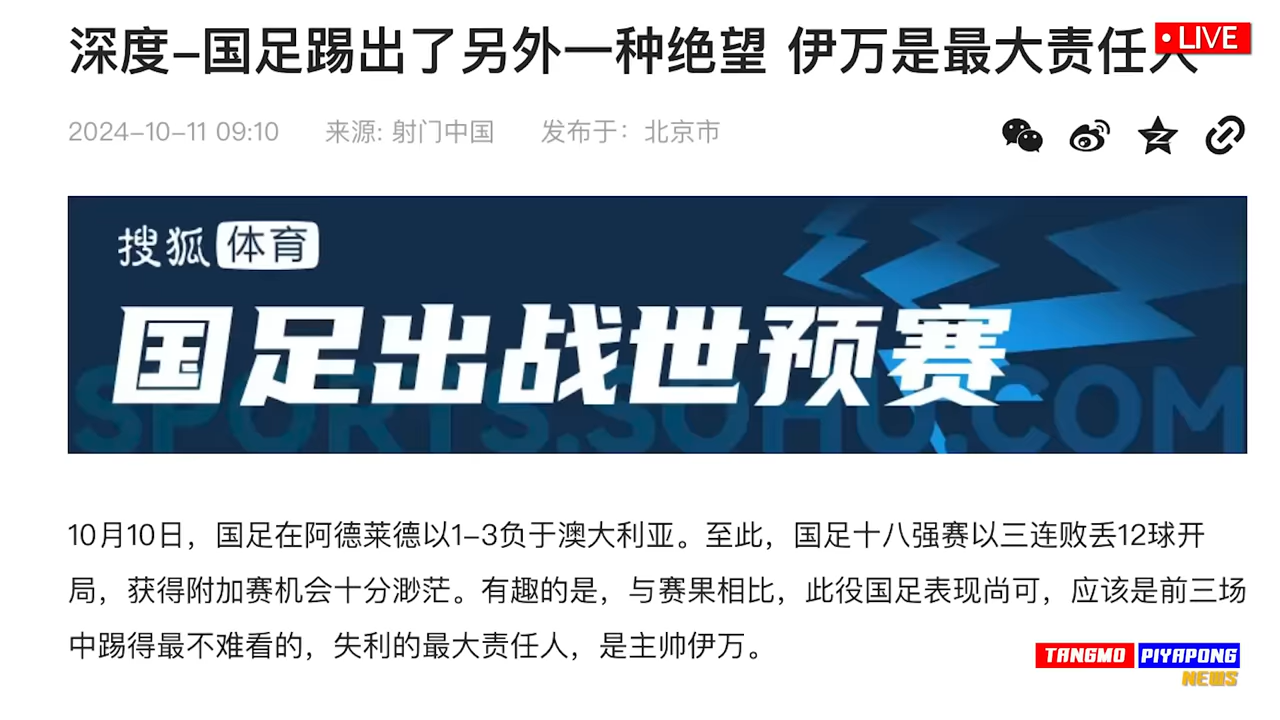 深度-国足踢出了另外一种绝望 伊万是最大责任人
LIVE
2024-10-11 09:10 来源: 射门中国 发布于：北京市
搜狐体育
国足出战世预赛
SPORTS.SOHU.COM
10月10日，国足在阿德莱德以1-3负于澳大利亚。至此，国足十八强赛以三连败丢12球开
局，获得附加赛机会十分渺茫。有趣的是，与赛果相比，此役国足表现尚可，应该是前三场
中踢得最不难看的，失利的最大责任人，是主帅伊万。
TANGMO PIYAPONG
NEWS